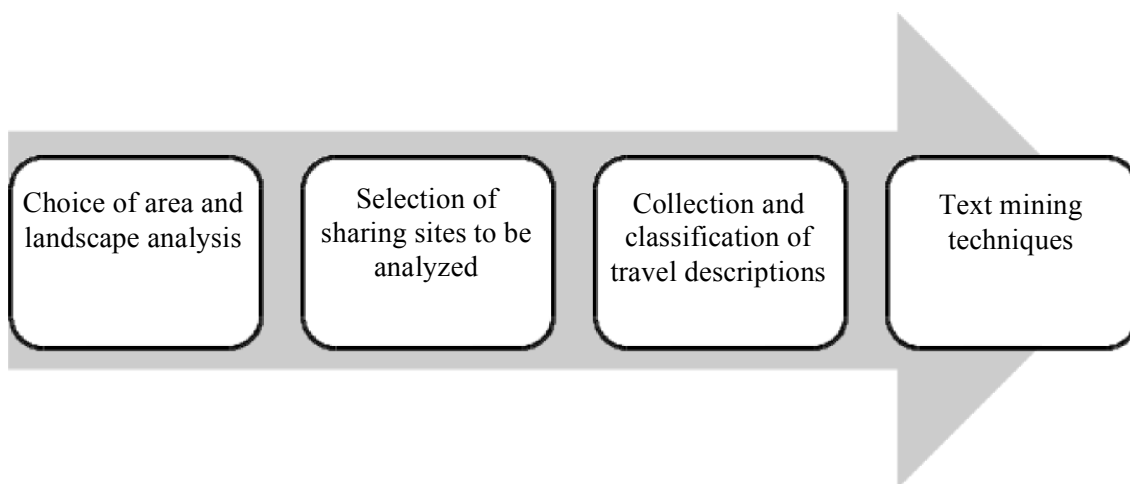 Choice of area and
landscape analysis
Selection of
sharing sites to be
analyzed
Collection and
classification of
travel descriptions
Text mining
techniques